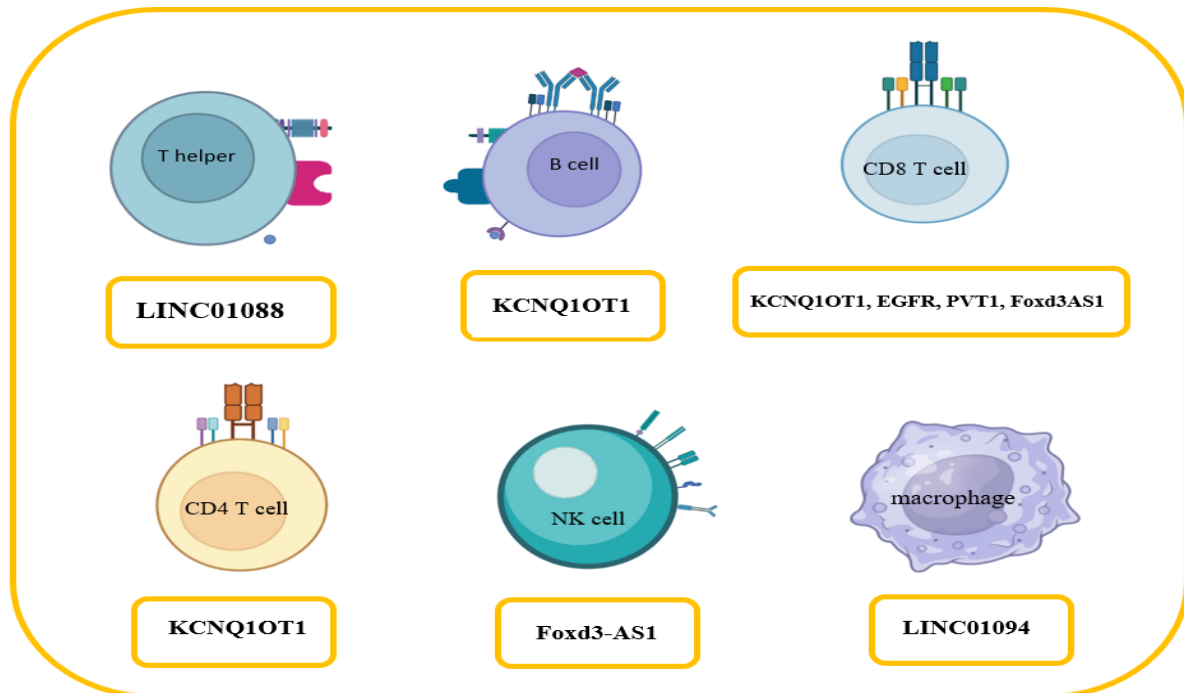 T helper
B cell
CD8 T cell
LINC01088
KCNQ1OT1
KCNQ1OT1, EGFR, PVT1, Foxd3AS1
CD4 T cell
NK cell
macrophage
KCNQ1OT1
Foxd3-AS1
LINC01094